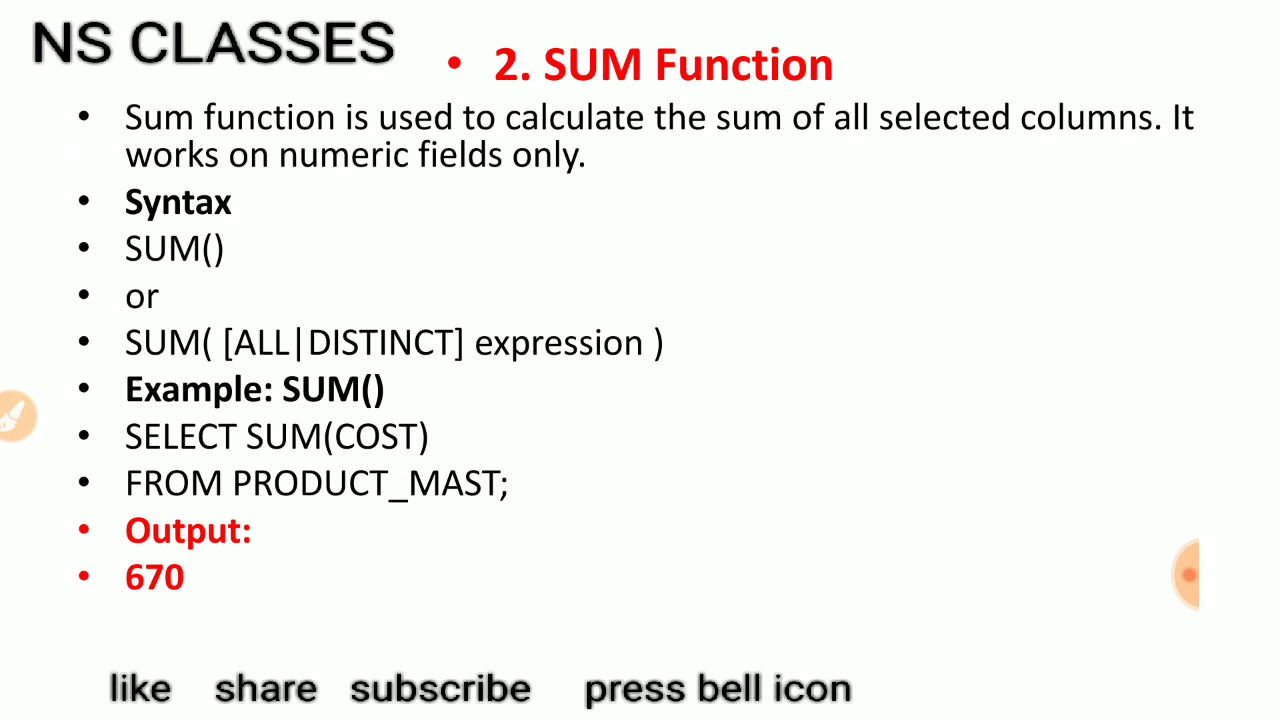 NS CLASSES
• 2. SUM Function
• Sum function is used to calculate the sum of all selected columns. It
works on numeric fields only.
• Syntax
• SUM()
• or
• SUM( [ALL|DISTINCT] expression )
• Example: SUM()
• SELECT SUM(COST)
• FROM PRODUCT_MAST;
• Output:
• 670
like share subscribe press bell icon